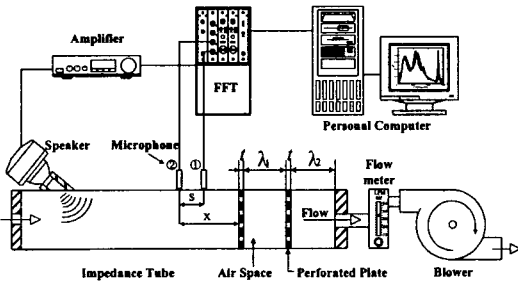 Amplifier
FFT
Personal Computer
Speaker
Microphone
② ①
t λ₁ t λ₂
Flow meter
S
X
Flow
Impedance Tube
Air Space
Perforated Plate
Blower